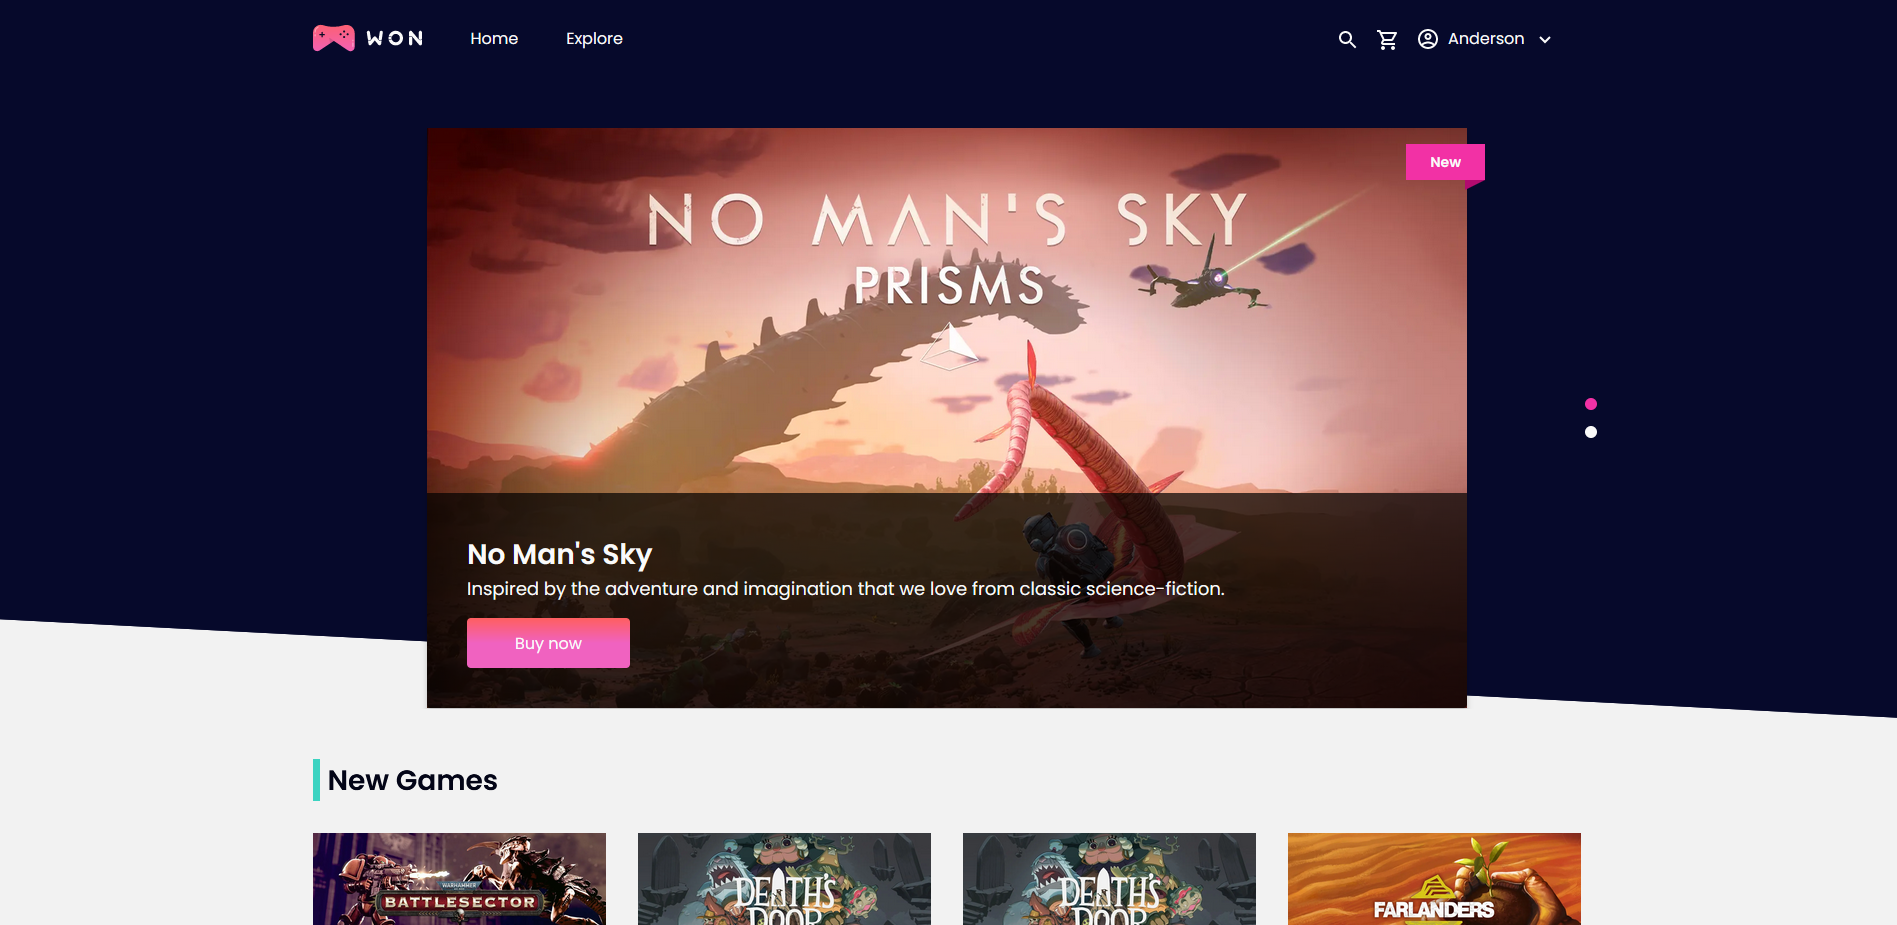 WON
Home
Explore
Anderson
New
NO MAN'S SKY
PRISMS
No Man's Sky
Inspired by the adventure and imagination that we love from classic science-fiction.
Buy now
New Games
WARHAMMER
BATTLESECTOR
DEATH'S
DOOR
DEATH'S
DOOR
FARLANDERS